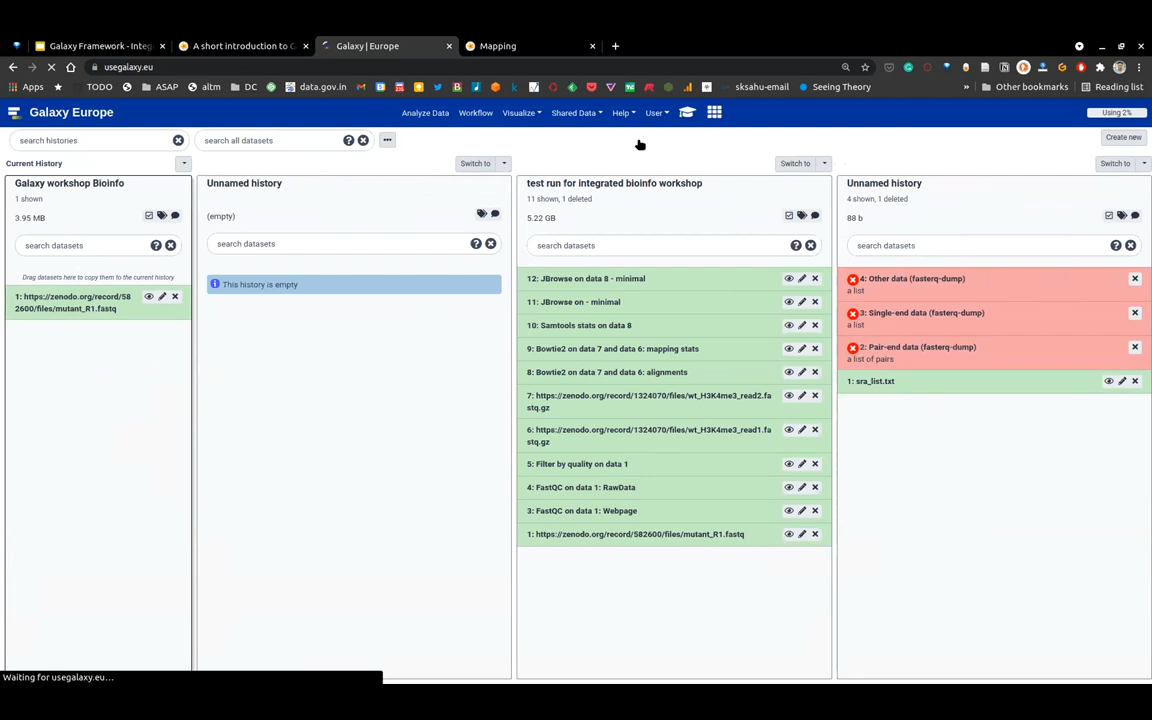 Galaxy Framework - Integ
A short introduction to G
Galaxy | Europe
Mapping
usegalaxy.eu
Apps
TODO
ASAP
altm
DC
data.gov.in
sksahu-email
Seeing Theory
»
Other bookmarks
Reading list
Galaxy Europe
Analyze Data
Workflow
Visualize
Shared Data
Help
User
Using 2%
search histories
search all datasets
Create new
Current History
Switch to
Switch to
Switch to
Galaxy workshop Bioinfo
1 shown
3.95 MB
search datasets
Drag datasets here to copy them to the current history
1: https://zenodo.org/record/58
2600/files/mutant_R1.fastq
Unnamed history
(empty)
search datasets
This history is empty
test run for integrated bioinfo workshop
11 shown, 1 deleted
5.22 GB
search datasets
12: JBrowse on data 8 - minimal
11: JBrowse on - minimal
10: Samtools stats on data 8
9: Bowtie2 on data 7 and data 6: mapping stats
8: Bowtie2 on data 7 and data 6: alignments
7: https://zenodo.org/record/1324070/files/wt_H3K4me3_read2.fa
stq.gz
6: https://zenodo.org/record/1324070/files/wt_H3K4me3_read1.fa
stq.gz
5: Filter by quality on data 1
4: FastQC on data 1: RawData
3: FastQC on data 1: Webpage
1: https://zenodo.org/record/582600/files/mutant_R1.fastq
Unnamed history
4 shown, 1 deleted
88 b
search datasets
4: Other data (fasterq-dump)
a list
3: Single-end data (fasterq-dump)
a list
2: Pair-end data (fasterq-dump)
a list of pairs
1: sra_list.txt
Waiting for usegalaxy.eu…